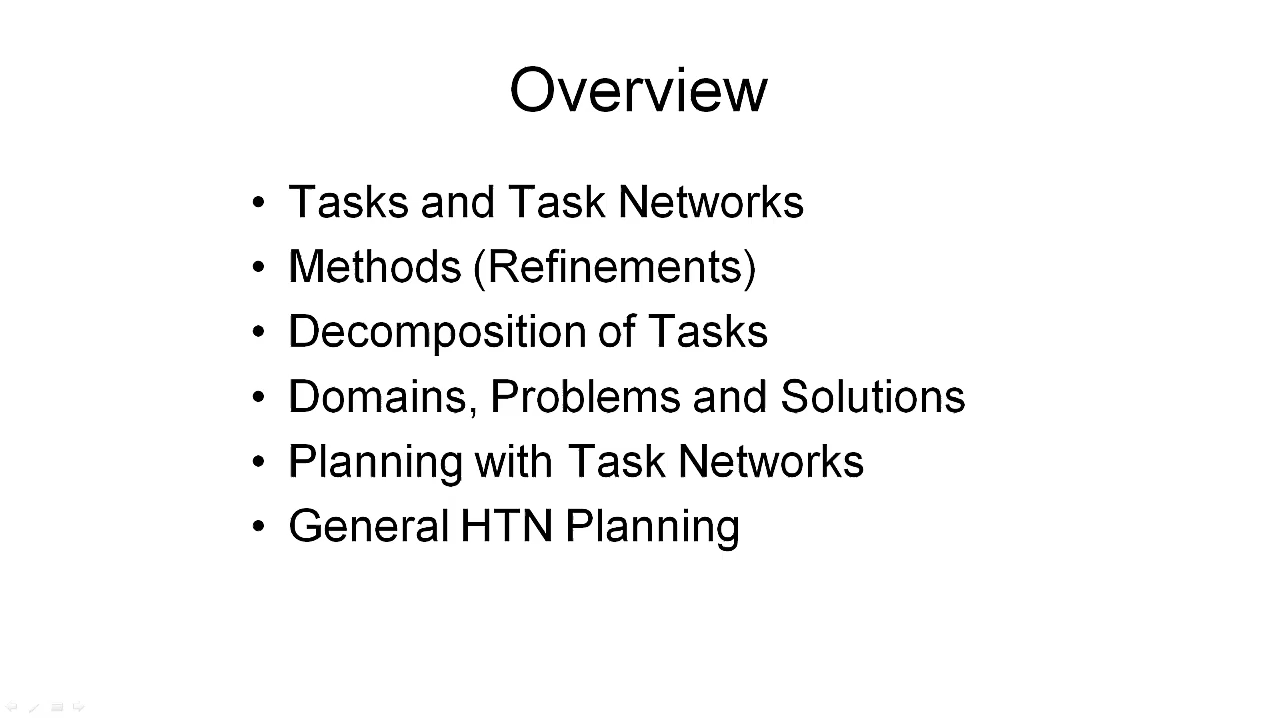 Overview
• Tasks and Task Networks
• Methods (Refinements)
• Decomposition of Tasks
• Domains, Problems and Solutions
• Planning with Task Networks
• General HTN Planning